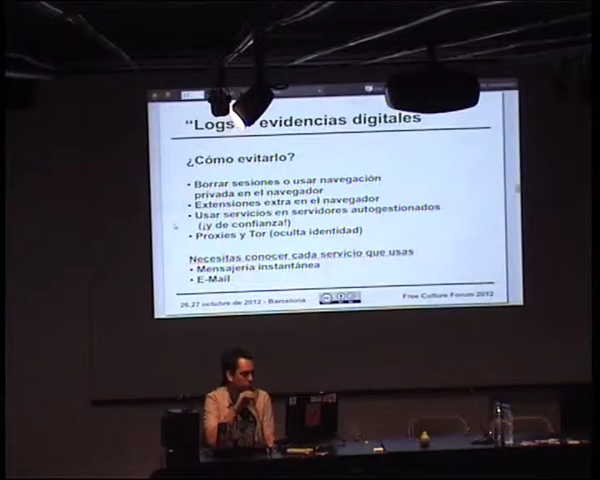 “Logs evidencias digitales
¿Cómo evitarlo?
• Borrar sesiones o usar navegación
privada en el navegador
• Extensiones extra en el navegador
• Usar servicios en servidores autogestionados
(¡y de confianza!)
• Proxies y Tor (oculta identidad)
Necesitas conocer cada servicio que usas
• Mensajería instantánea
• E-Mail
26,27 octubre de 2012 - Barcelona
Free Culture Forum 2012